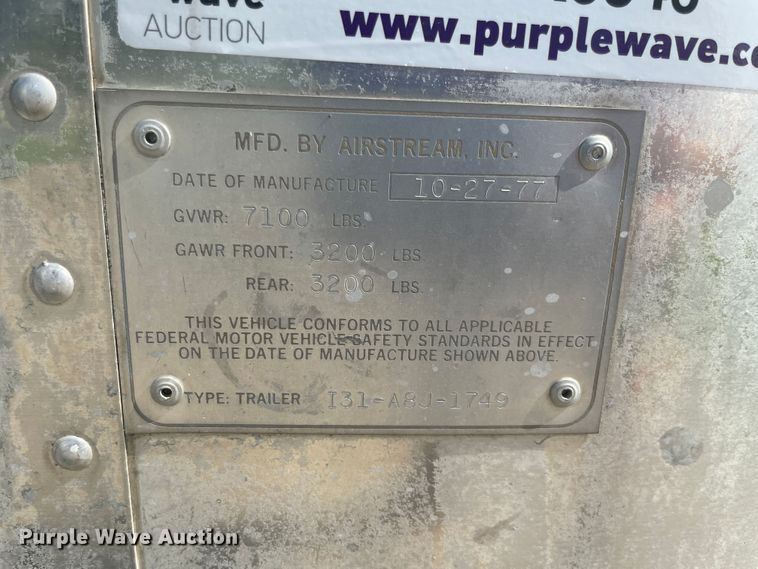 wave
AUCTION
www.purplewave.co
MFD. BY AIRSTREAM, INC.
DATE OF MANUFACTURE 10-27-77
GVWR: 7100 LBS.
GAWR FRONT: 3200 LBS.
REAR: 3200 LBS.
THIS VEHICLE CONFORMS TO ALL APPLICABLE
FEDERAL MOTOR VEHICLE SAFETY STANDARDS IN EFFECT
ON THE DATE OF MANUFACTURE SHOWN ABOVE.
TYPE: TRAILER I31-A8J-1749
Purple Wave Auction